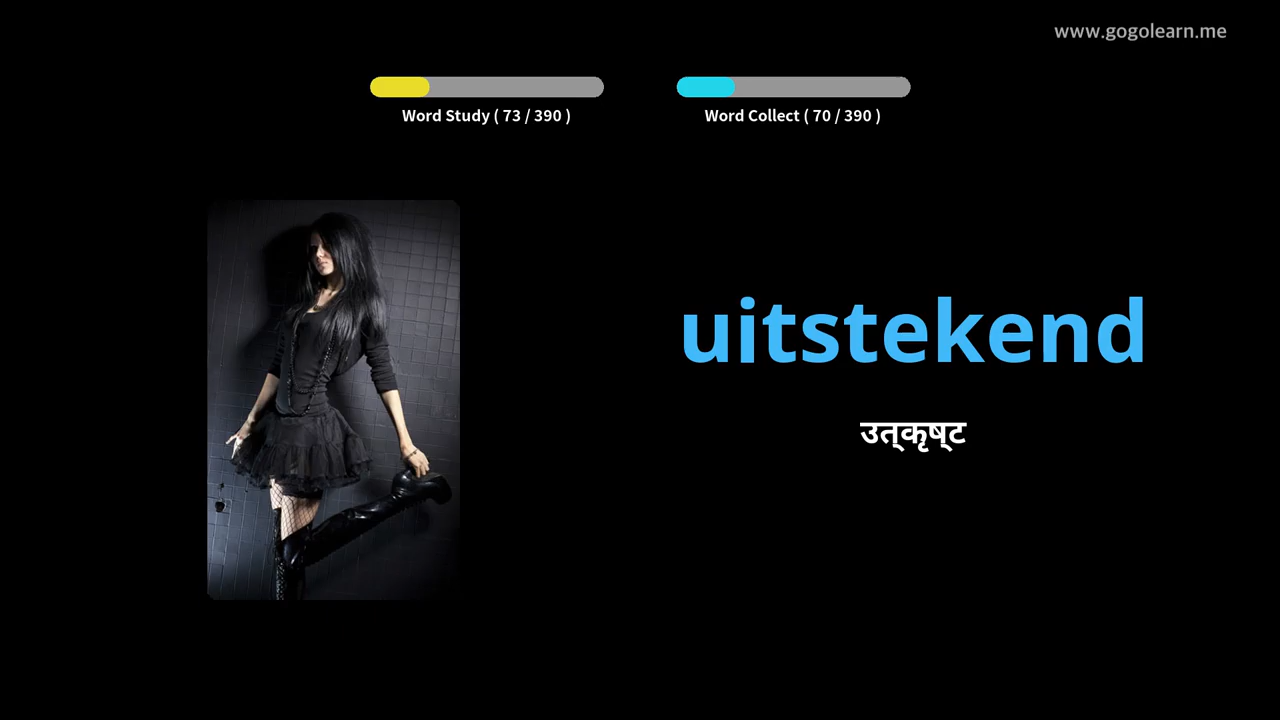 www.gogolearn.me
Word Study ( 73 / 390 )
Word Collect ( 70 / 390 )
uitstekend
उत्कृष्ट